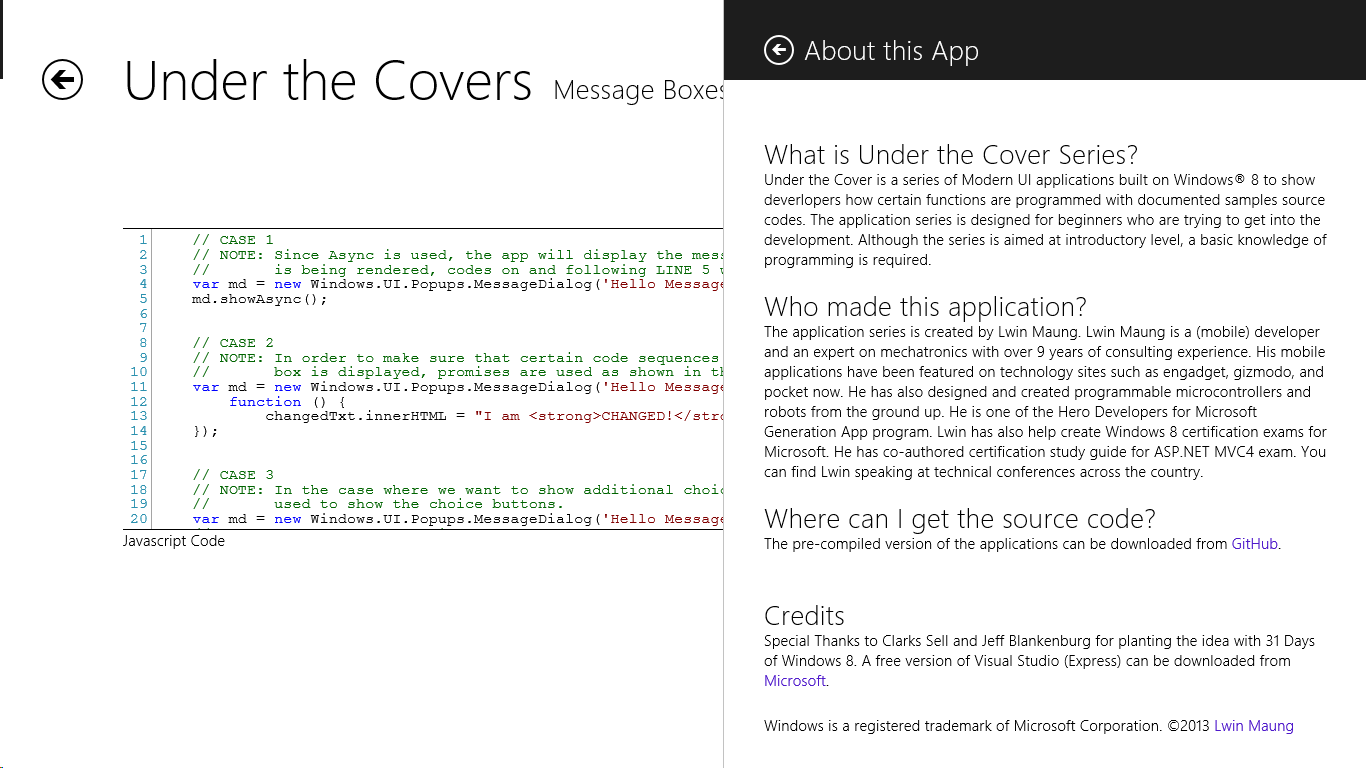 Under the Covers Message Boxes
1 // CASE 1
2 // NOTE: Since Async is used, the app will display the mess
3 // is being rendered, codes on and following LINE 5 w
4 var md = new Windows.UI.Popups.MessageDialog('Hello Message
5 md.showAsync();
6
7
8 // CASE 2
9 // NOTE: In order to make sure that certain code sequences
10 // box is displayed, promises are used as shown in th
11 var md = new Windows.UI.Popups.MessageDialog('Hello Message
12 function () {
13 changedTxt.innerHTML = "I am <strong>CHANGED!</stro
14 });
15
16
17 // CASE 3
18 // NOTE: In the case where we want to show additional choic
19 // used to show the choice buttons.
20 var md = new Windows.UI.Popups.MessageDialog('Hello Message
Javascript Code
About this App
What is Under the Cover Series?
Under the Cover is a series of Modern UI applications built on Windows® 8 to show
deverlopers how certain functions are programmed with documented samples source
codes. The application series is designed for beginners who are trying to get into the
development. Although the series is aimed at introductory level, a basic knowledge of
programming is required.
Who made this application?
The application series is created by Lwin Maung. Lwin Maung is a (mobile) developer
and an expert on mechatronics with over 9 years of consulting experience. His mobile
applications have been featured on technology sites such as engadget, gizmodo, and
pocket now. He has also designed and created programmable microcontrollers and
robots from the ground up. He is one of the Hero Developers for Microsoft
Generation App program. Lwin has also help create Windows 8 certification exams for
Microsoft. He has co-authored certification study guide for ASP.NET MVC4 exam. You
can find Lwin speaking at technical conferences across the country.
Where can I get the source code?
The pre-compiled version of the applications can be downloaded from GitHub.
Credits
Special Thanks to Clarks Sell and Jeff Blankenburg for planting the idea with 31 Days
of Windows 8. A free version of Visual Studio (Express) can be downloaded from
Microsoft.
Windows is a registered trademark of Microsoft Corporation. ©2013 Lwin Maung